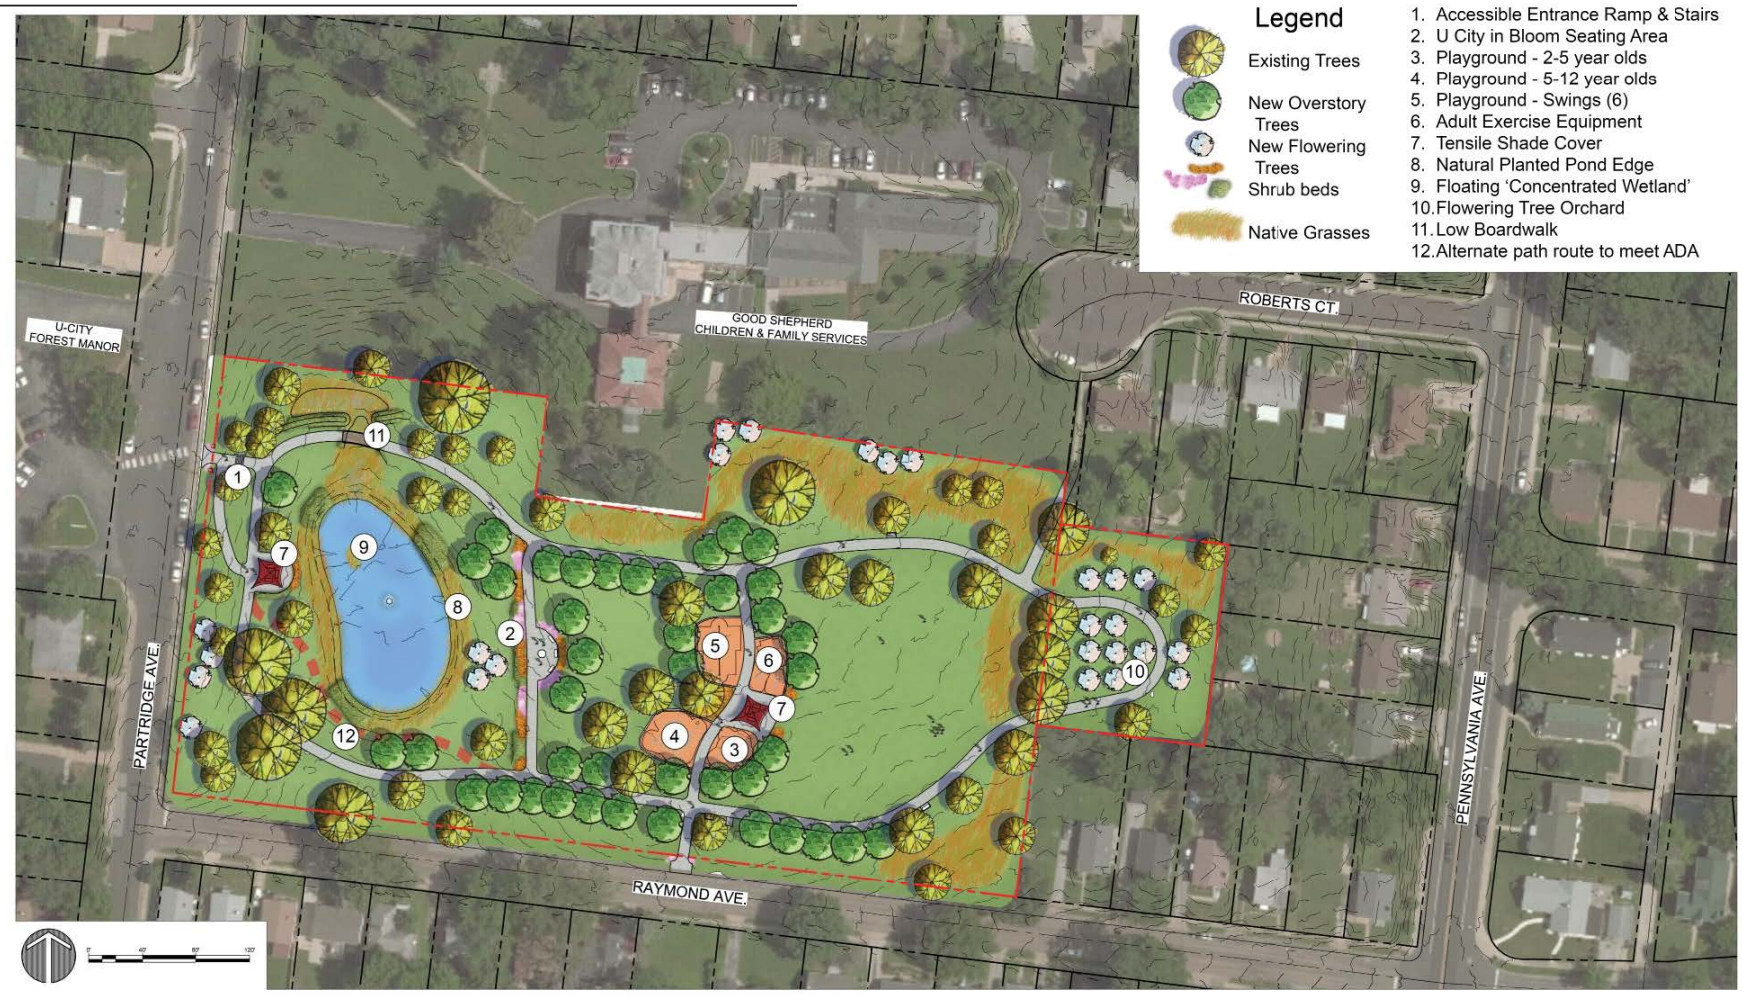 Legend
Existing Trees
New Overstory
Trees
New Flowering
Trees
Shrub beds
Native Grasses
1. Accessible Entrance Ramp & Stairs
2. U City in Bloom Seating Area
3. Playground - 2-5 year olds
4. Playground - 5-12 year olds
5. Playground - Swings (6)
6. Adult Exercise Equipment
7. Tensile Shade Cover
8. Natural Planted Pond Edge
9. Floating ‘Concentrated Wetland’
10. Flowering Tree Orchard
11. Low Boardwalk
12. Alternate path route to meet ADA
ROBERTS CT.
U-CITY
FOREST MANOR
GOOD SHEPHERD
CHILDREN & FAMILY SERVICES
11
1
7
9
8
2
5
6
10
7
4
3
12
PARTRIDGE AVE.
PENNSYLVANIA AVE.
RAYMOND AVE.
0' 40' 80' 120'